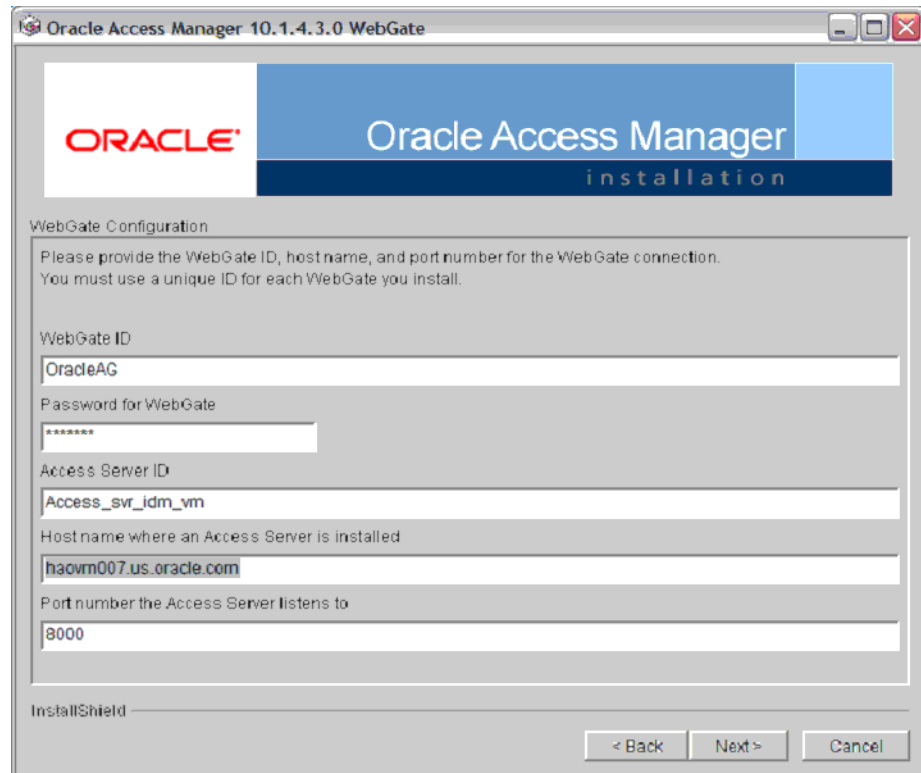 Oracle Access Manager 10.1.4.3.0 WebGate
ORACLE
Oracle Access Manager
installation
WebGate Configuration
Please provide the WebGate ID, host name, and port number for the WebGate connection.
You must use a unique ID for each WebGate you install.
WebGate ID
OracleAG
Password for WebGate
*******
Access Server ID
Access_svr_idm_vm
Host name where an Access Server is installed
haovm007.us.oracle.com
Port number the Access Server listens to
8000
InstallShield
< Back Next > Cancel